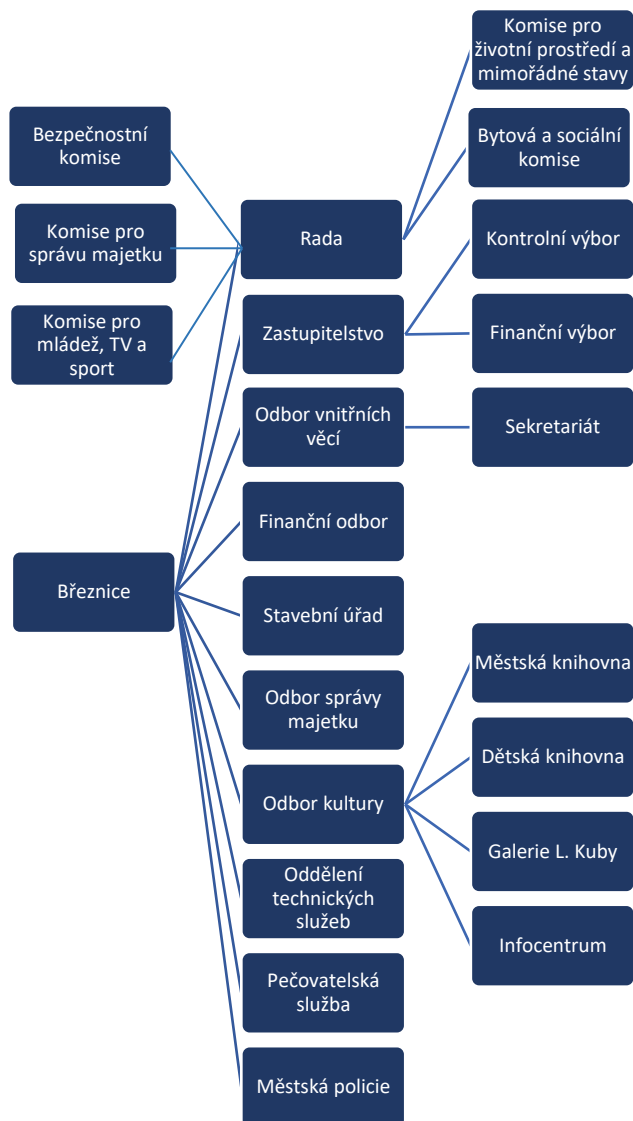 Komise pro
životní prostředí a
mimořádné stavy
Bezpečnostní
komise
Bytová a sociální
komise
Komise pro
správu majetku
Rada
Kontrolní výbor
Komise pro
mládež, TV a
sport
Zastupitelstvo
Finanční výbor
Odbor vnitřních
věcí
Sekretariát
Finanční odbor
Březnice
Stavební úřad
Městská knihovna
Odbor správy
majetku
Dětská knihovna
Odbor kultury
Galerie L. Kuby
Oddělení
technických
služeb
Infocentrum
Pečovatelská
služba
Městská policie